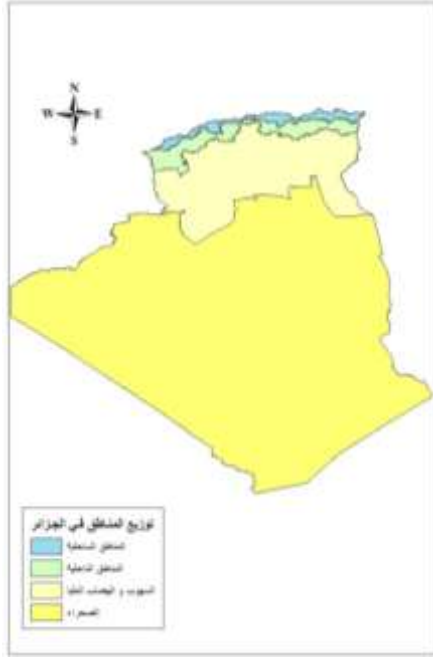 N
W E
S
توزيع المناطق في الجزائر
المناطق الساحلية
المناطق الداخلية
السهوب و الهضاب العليا
الصحراء